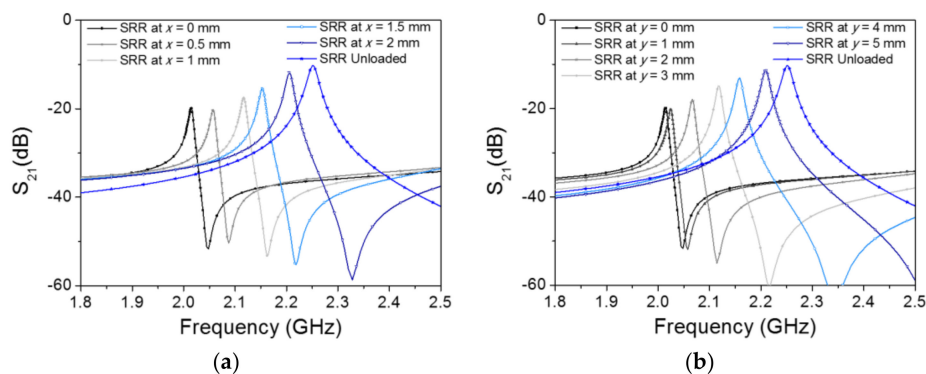 0
-20
-40
-60
S21(dB)
SRR at x = 0 mm
SRR at x = 0.5 mm
SRR at x = 1 mm
SRR at x = 1.5 mm
SRR at x = 2 mm
SRR Unloaded
1.8 1.9 2.0 2.1 2.2 2.3 2.4 2.5
Frequency (GHz)
(a)
0
-20
-40
-60
S21(dB)
SRR at y = 0 mm
SRR at y = 1 mm
SRR at y = 2 mm
SRR at y = 3 mm
SRR at y = 4 mm
SRR at y = 5 mm
SRR Unloaded
1.8 1.9 2.0 2.1 2.2 2.3 2.4 2.5
Frequency (GHz)
(b)